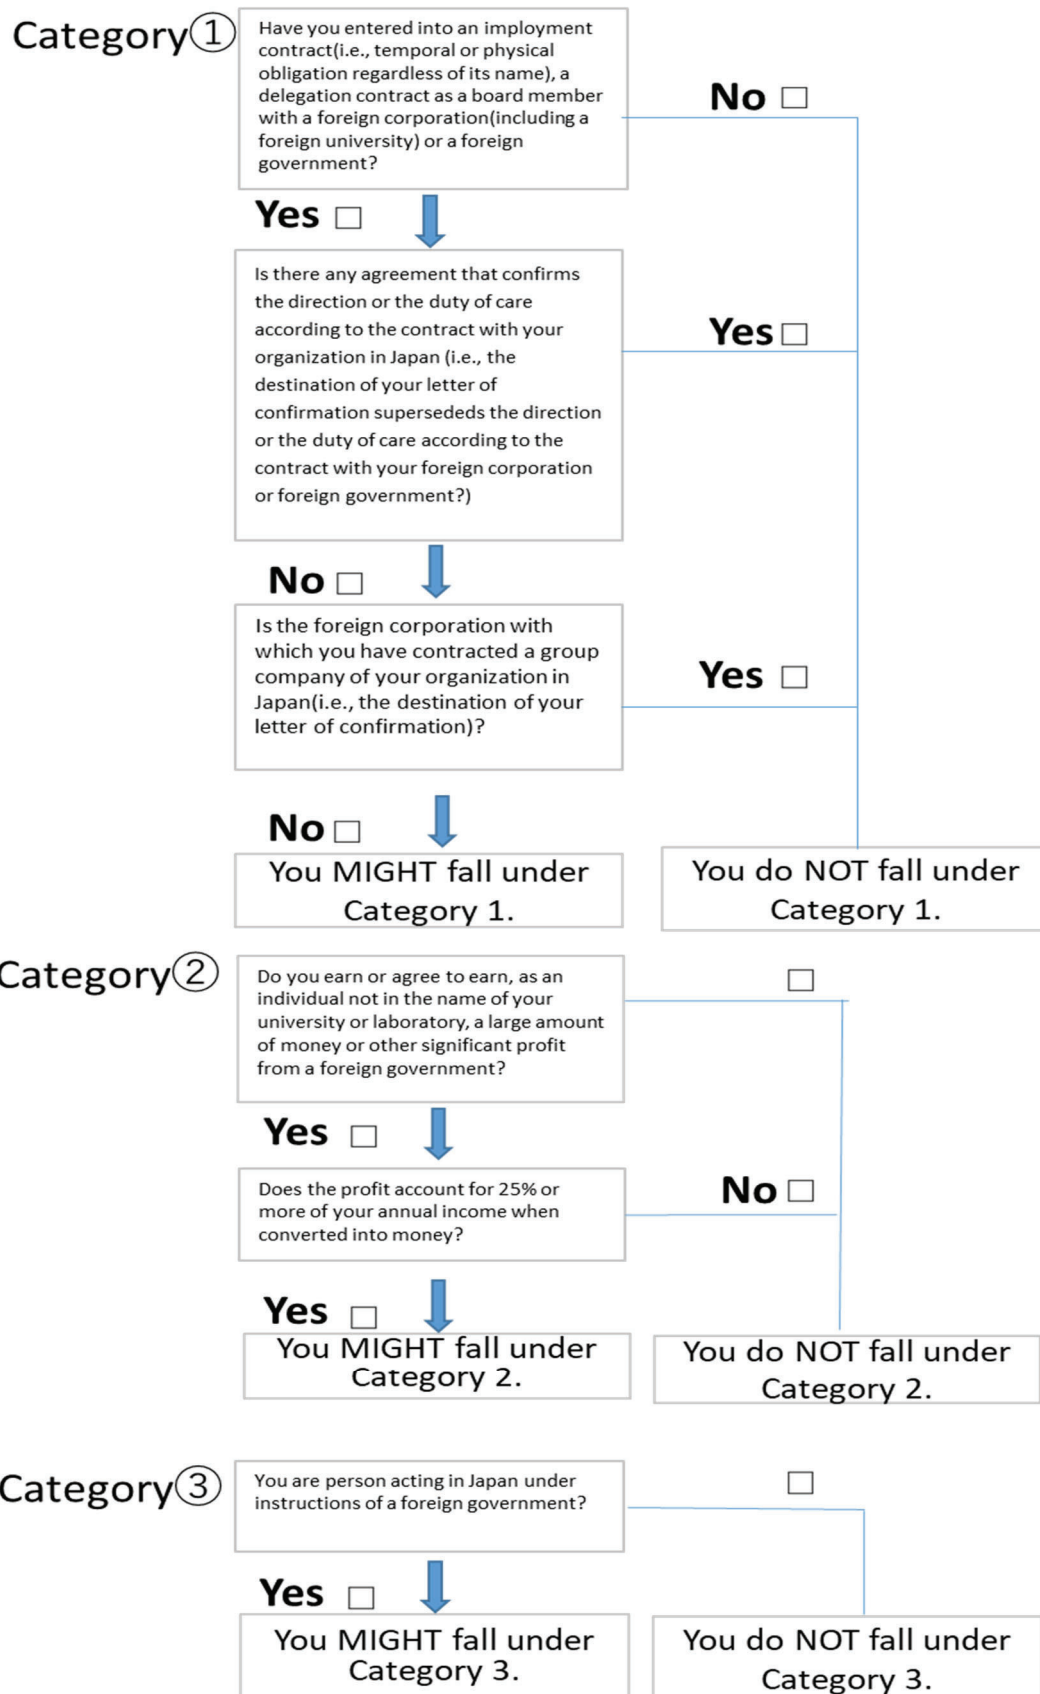 Category①
Have you entered into an imployment
contract(i.e., temporal or physical
obligation regardless of its name), a
delegation contract as a board member
with a foreign corporation(including a
foreign university) or a foreign
government?
No □
Yes □
Is there any agreement that confirms
the direction or the duty of care
according to the contract with your
organization in Japan (i.e., the
destination of your letter of
confirmation supersededs the direction
or the duty of care according to the
contract with your foreign corporation
or foreign government?)
Yes □
No □
Is the foreign corporation with
which you have contracted a group
company of your organization in
Japan(i.e., the destination of your
letter of confirmation)?
Yes □
No □
You MIGHT fall under
Category 1.
You do NOT fall under
Category 1.
Category②
Do you earn or agree to earn, as an
individual not in the name of your
university or laboratory, a large amount
of money or other significant profit
from a foreign government?
□
Yes □
Does the profit account for 25% or
more of your annual income when
converted into money?
No □
Yes □
You MIGHT fall under
Category 2.
You do NOT fall under
Category 2.
Category③
You are person acting in Japan under
instructions of a foreign government?
□
Yes □
You MIGHT fall under
Category 3.
You do NOT fall under
Category 3.